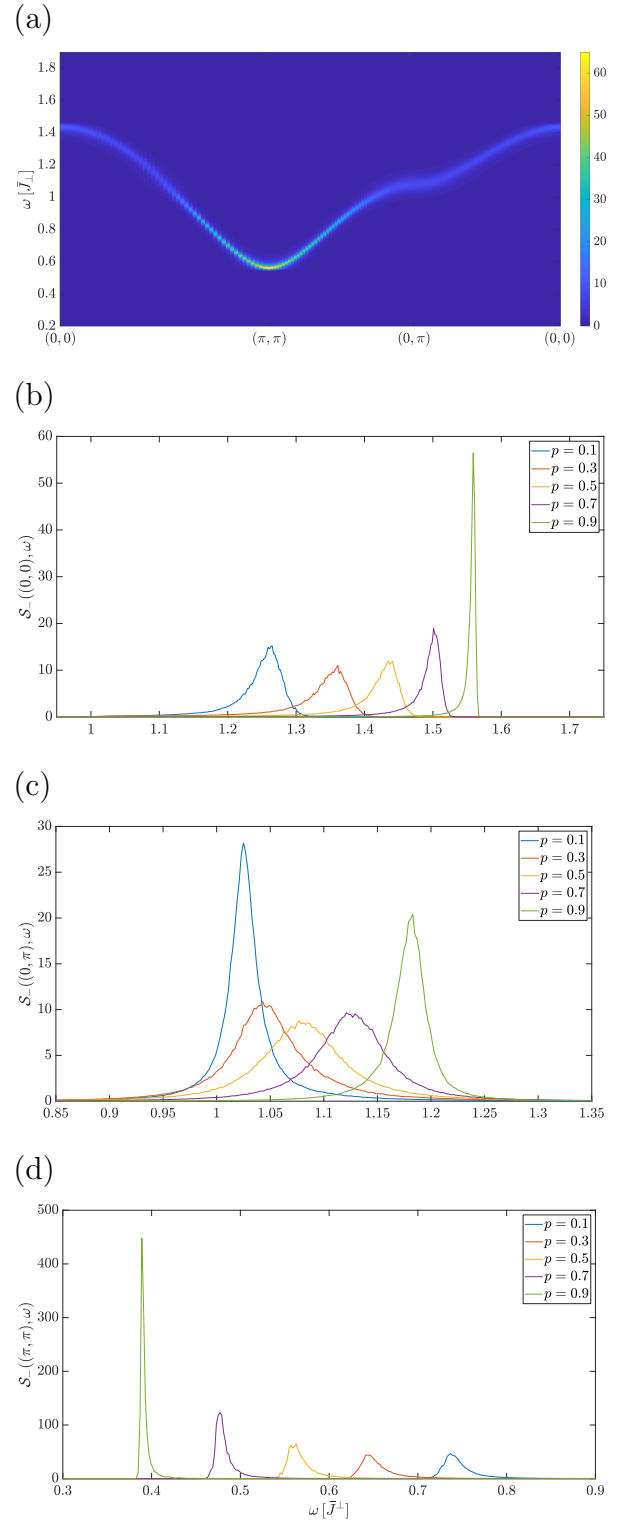 (a)
1.8
1.6
1.4
1.2
1
0.8
0.6
0.4
0.2
ω [J̄⊥]
(0, 0)
(π, π)
(0, π)
(0, 0)
60
50
40
30
20
10
0
(b)
60
50
40
30
20
10
0
S₋((0, 0), ω)
p = 0.1
p = 0.3
p = 0.5
p = 0.7
p = 0.9
1
1.1
1.2
1.3
1.4
1.5
1.6
1.7
(c)
30
25
20
15
10
5
0
S₋((0, π), ω)
p = 0.1
p = 0.3
p = 0.5
p = 0.7
p = 0.9
0.85
0.9
0.95
1
1.05
1.1
1.15
1.2
1.25
1.3
1.35
(d)
500
400
300
200
100
0
S₋((π, π), ω)
p = 0.1
p = 0.3
p = 0.5
p = 0.7
p = 0.9
0.3
0.4
0.5
0.6
0.7
0.8
0.9
ω [J̄^⊥]